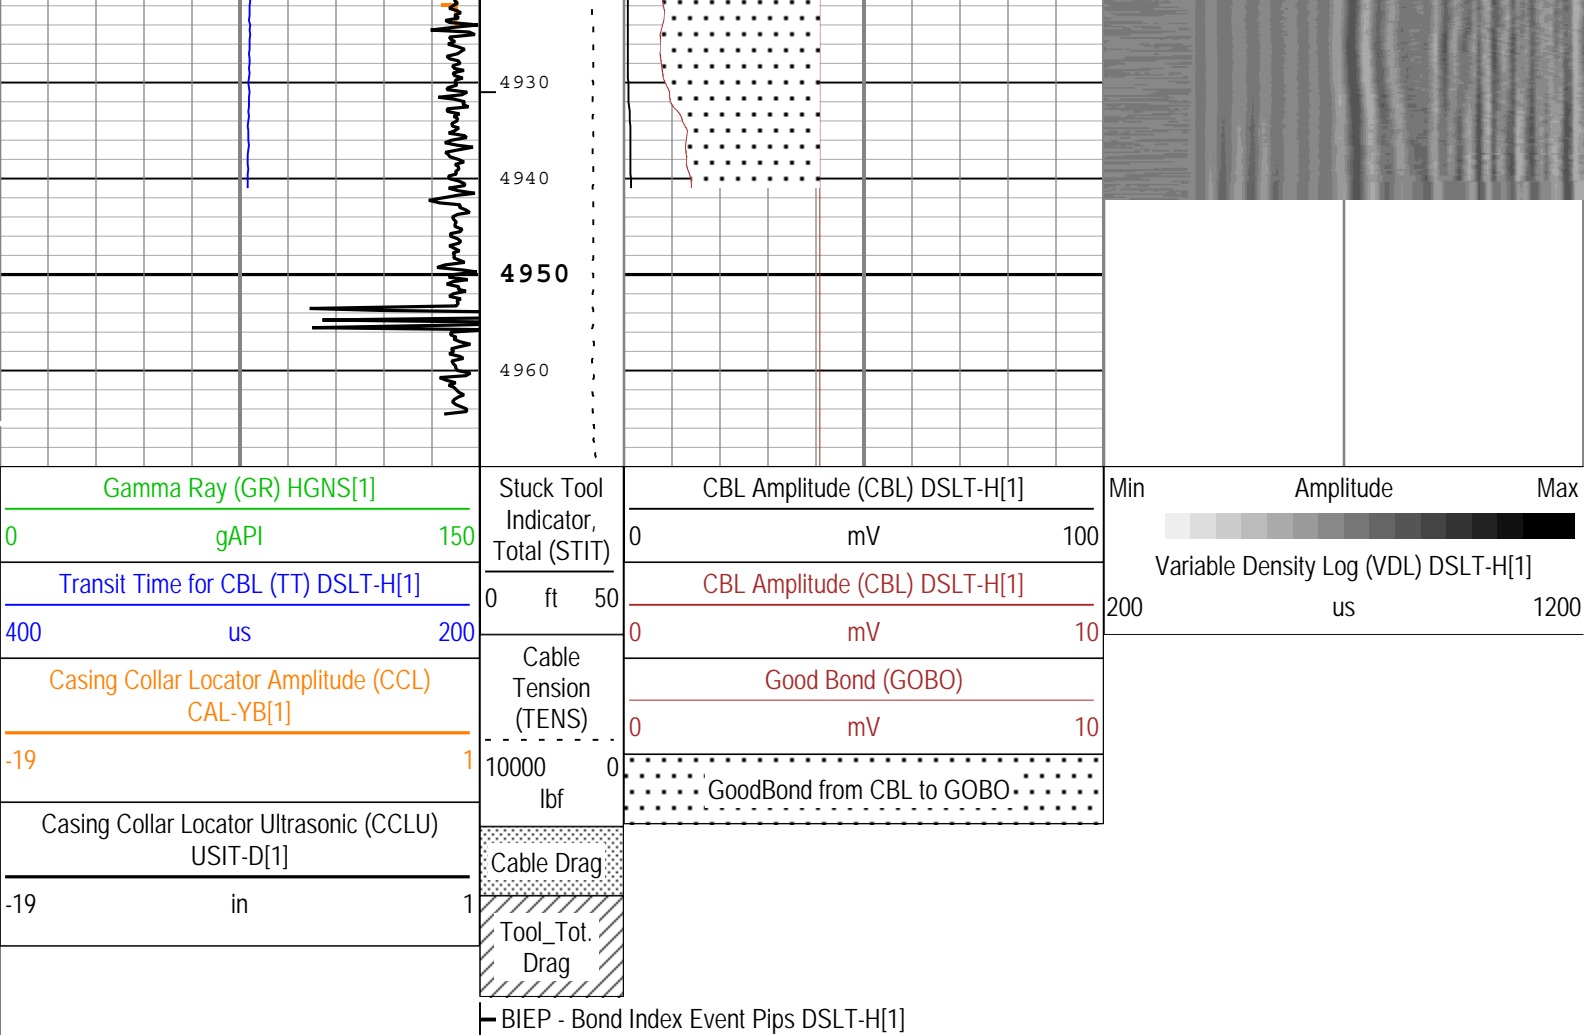 4930
4940
4950
4960
Gamma Ray (GR) HGNS[1]
0 gAPI 150
Transit Time for CBL (TT) DSLT-H[1]
400 us 200
Casing Collar Locator Amplitude (CCL)
CAL-YB[1]
-19 1
Casing Collar Locator Ultrasonic (CCLU)
USIT-D[1]
-19 in 1
Stuck Tool
Indicator,
Total (STIT)
0 ft 50
Cable
Tension
(TENS)
10000 0
lbf
Cable Drag
Tool_Tot.
Drag
CBL Amplitude (CBL) DSLT-H[1]
0 mV 100
CBL Amplitude (CBL) DSLT-H[1]
0 mV 10
Good Bond (GOBO)
0 mV 10
GoodBond from CBL to GOBO
Min Amplitude Max
Variable Density Log (VDL) DSLT-H[1]
200 us 1200
BIEP - Bond Index Event Pips DSLT-H[1]